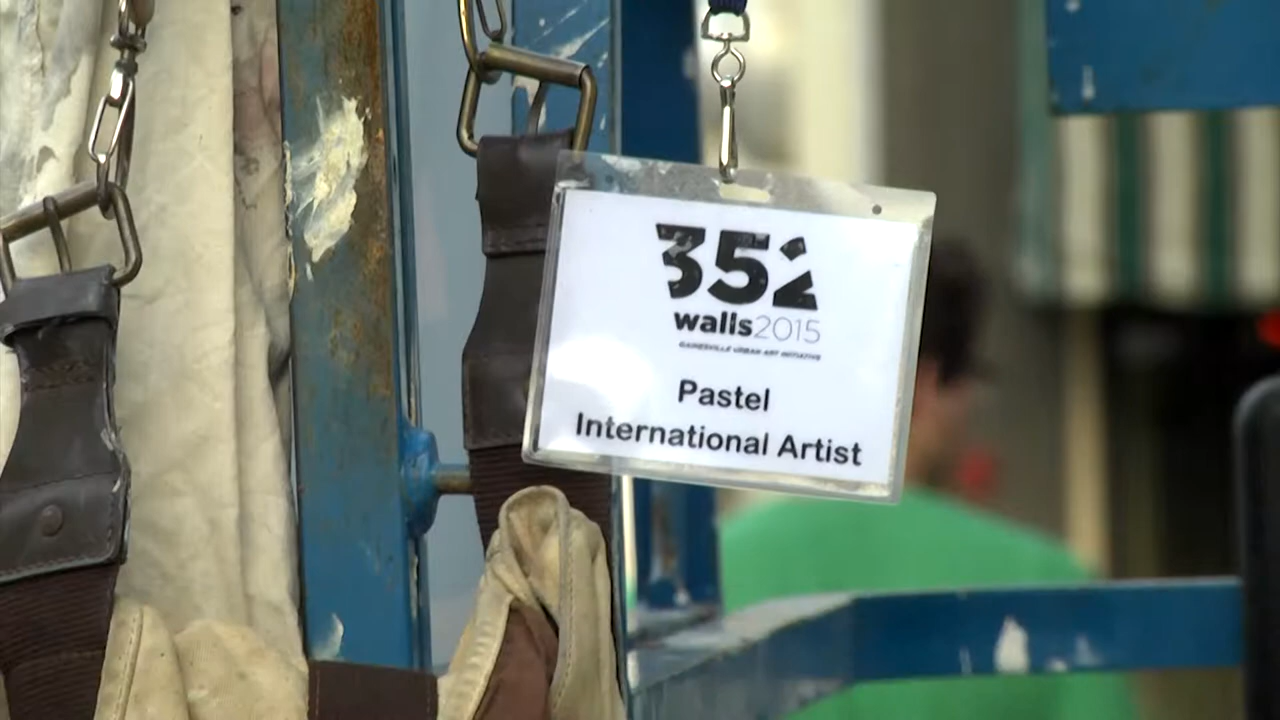 352
walls2015
GAINESVILLE URBAN ART INITIATIVE
Pastel
International Artist